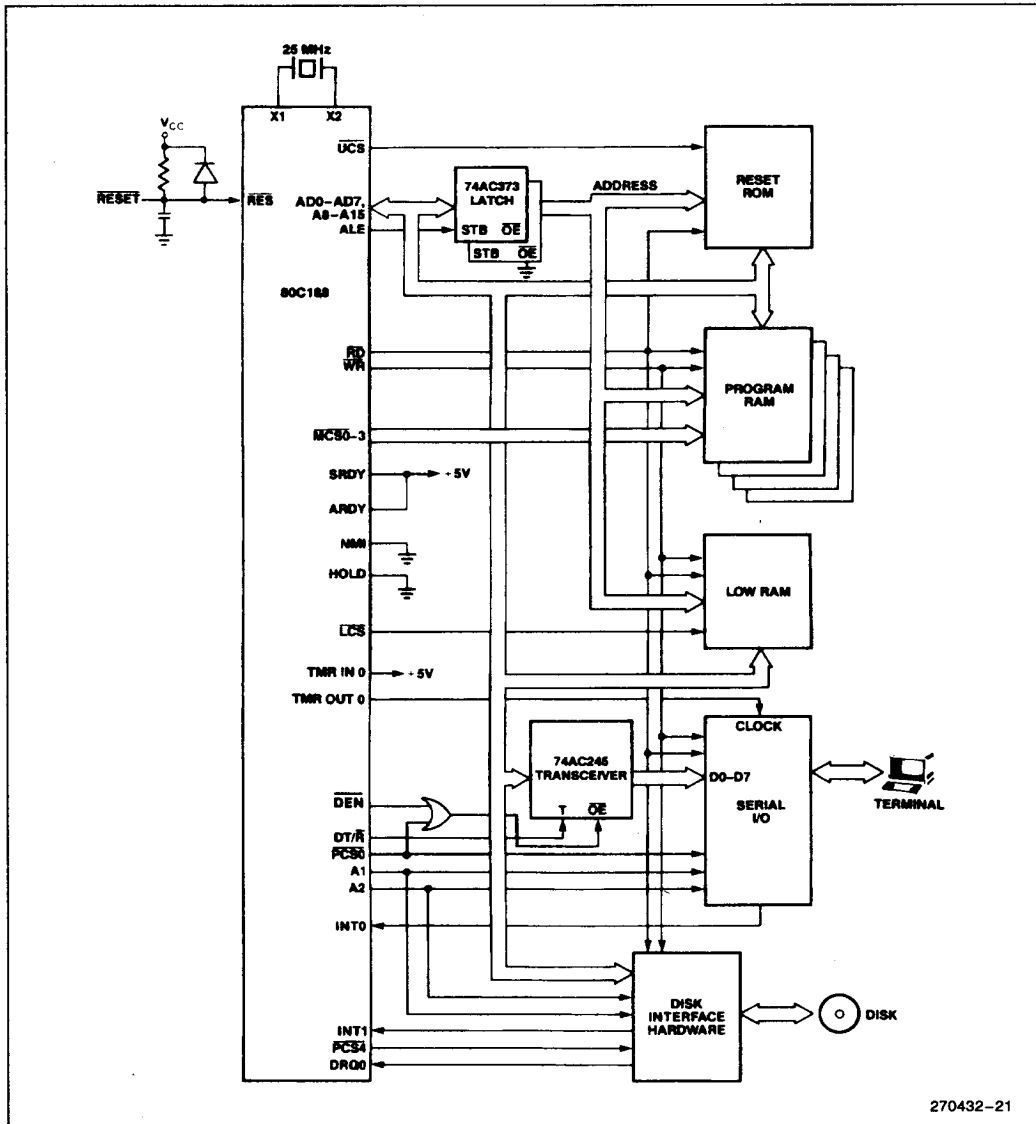 25 MHz
X1 X2
VCC
RESET
RES
UCS
AD0-AD7,
A8-A15
ALE
80C188
RD
WR
MCS0-3
SRDY
+5V
ARDY
NMI
HOLD
LCS
TMR IN 0
+5V
TMR OUT 0
DEN
DT/R
PCS0
A1
A2
INT0
INT1
PCS4
DRQ0
74AC373
LATCH
STB OE
STB OE
ADDRESS
RESET
ROM
PROGRAM
RAM
LOW RAM
74AC245
TRANSCEIVER
T OE
CLOCK
D0-D7
SERIAL
I/O
TERMINAL
DISK
INTERFACE
HARDWARE
DISK
270432-21